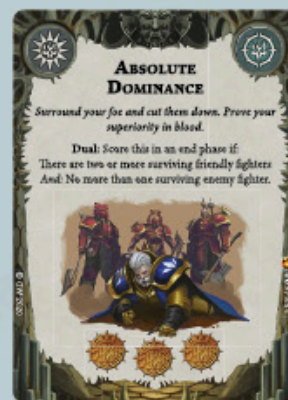 ABSOLUTE
DOMINANCE
Surround your foe and cut them down. Prove your
superiority in blood.
Dual: Score this in an end phase if:
There are two or more surviving friendly fighters
And: No more than one surviving enemy fighter.
© GW 2020